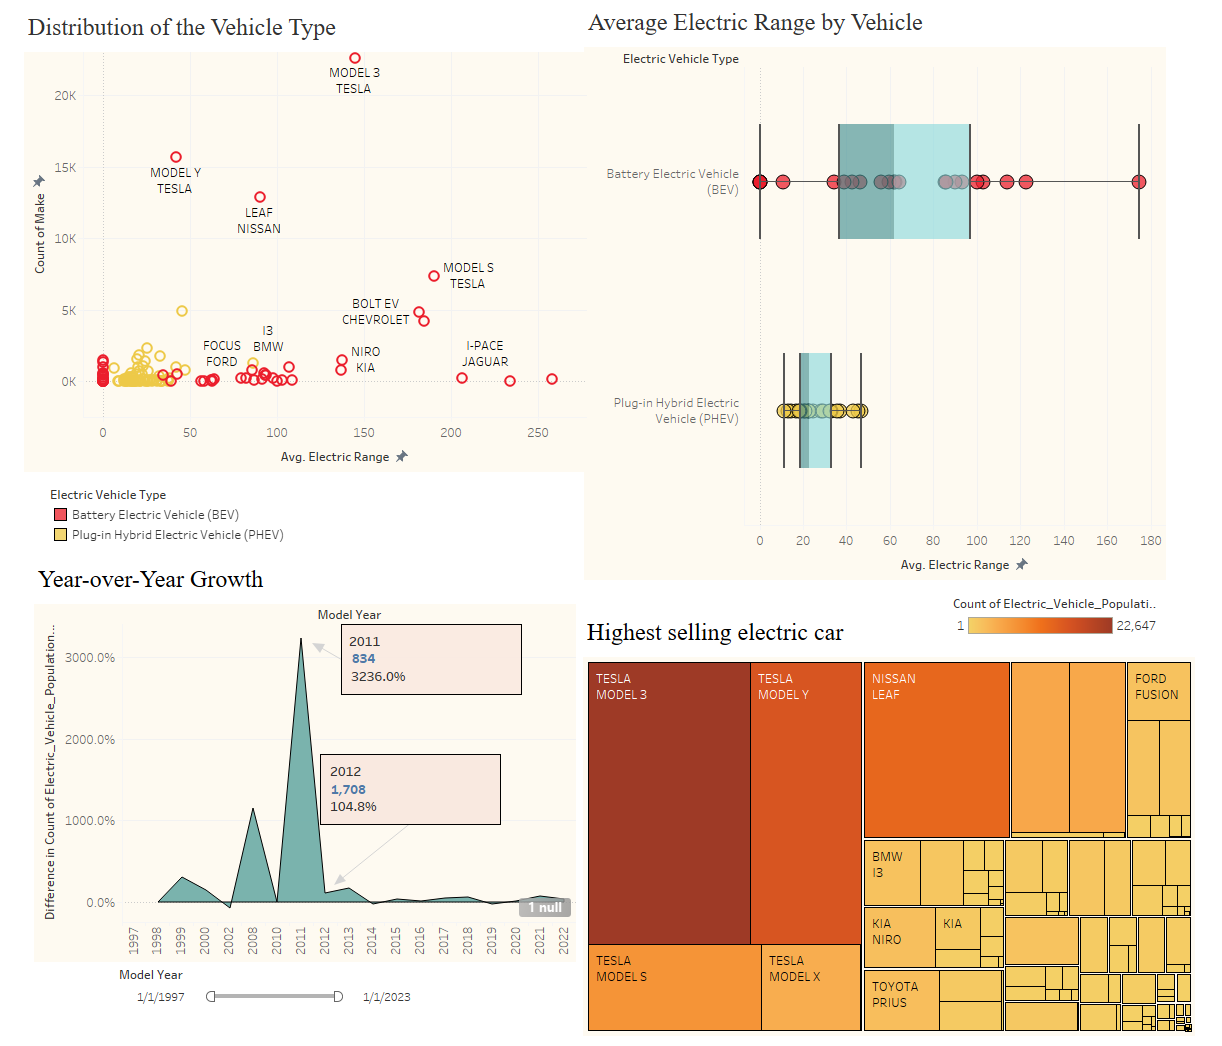 Distribution of the Vehicle Type
MODEL 3
TESLA
20K
15K
MODEL Y
TESLA
LEAF
NISSAN
10K
MODEL S
TESLA
BOLT EV
CHEVROLET
5K
I3
BMW
FOCUS
FORD
NIRO
KIA
I-PACE
JAGUAR
0K
Count of Make
0 50 100 150 200 250
Avg. Electric Range
Electric Vehicle Type
Battery Electric Vehicle (BEV)
Plug-in Hybrid Electric Vehicle (PHEV)
Average Electric Range by Vehicle
Electric Vehicle Type
Battery Electric Vehicle
(BEV)
Plug-in Hybrid Electric
Vehicle (PHEV)
0 20 40 60 80 100 120 140 160 180
Avg. Electric Range
Year-over-Year Growth
Model Year
Difference in Count of Electric_Vehicle_Population...
3000.0%
2000.0%
1000.0%
0.0%
2011
834
3236.0%
2012
1,708
104.8%
1 null
1997 1998 1999 2000 2002 2008 2010 2011 2012 2013 2014 2015 2016 2017 2018 2019 2020 2021 2022
Model Year
1/1/1997 1/1/2023
Count of Electric_Vehicle_Populati..
1 22,647
Highest selling electric car
TESLA
MODEL 3
TESLA
MODEL Y
NISSAN
LEAF
FORD
FUSION
BMW
I3
KIA
NIRO
KIA
TESLA
MODEL S
TESLA
MODEL X
TOYOTA
PRIUS